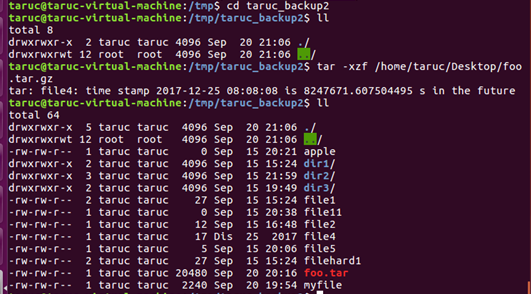 taruc@taruc-virtual-machine:/tmp$ cd taruc_backup2
taruc@taruc-virtual-machine:/tmp/taruc_backup2$ ll
total 8
drwxrwxr-x  2 taruc taruc 4096 Sep  20 21:06 ./
drwxrwxrwt 12 root  root  4096 Sep  20 21:06 ../
taruc@taruc-virtual-machine:/tmp/taruc_backup2$ tar -xzf /home/taruc/Desktop/foo
.tar.gz
tar: file4: time stamp 2017-12-25 08:08:08 is 8247671.607504495 s in the future
taruc@taruc-virtual-machine:/tmp/taruc_backup2$ ll
total 64
drwxrwxr-x  5 taruc taruc  4096 Sep  20 21:06 ./
drwxrwxrwt 12 root  root   4096 Sep  20 21:06 ../
-rw-rw-r--  1 taruc taruc     0 Sep  15 20:21 apple
drwxrwxr-x  2 taruc taruc  4096 Sep  15 15:24 dir1/
drwxrwxr-x  3 taruc taruc  4096 Sep  15 21:59 dir2/
drwxrwxr-x  2 taruc taruc  4096 Sep  15 19:49 dir3/
-rw-rw-r--  2 taruc taruc    27 Sep  15 15:24 file1
-rw-rw-r--  1 taruc taruc     0 Sep  15 20:38 file11
-rw-rw-r--  1 taruc taruc    12 Sep  15 16:48 file2
-rw-rw-r--  1 taruc taruc    17 Dis  25  2017 file4
-rw-rw-r--  1 taruc taruc     5 Sep  15 20:06 file5
-rw-rw-r--  2 taruc taruc    27 Sep  15 15:24 filehard1
-rw-rw-r--  1 taruc taruc 20480 Sep  20 20:16 foo.tar
-rw-rw-r--  1 taruc taruc  2240 Sep  20 19:54 myfile